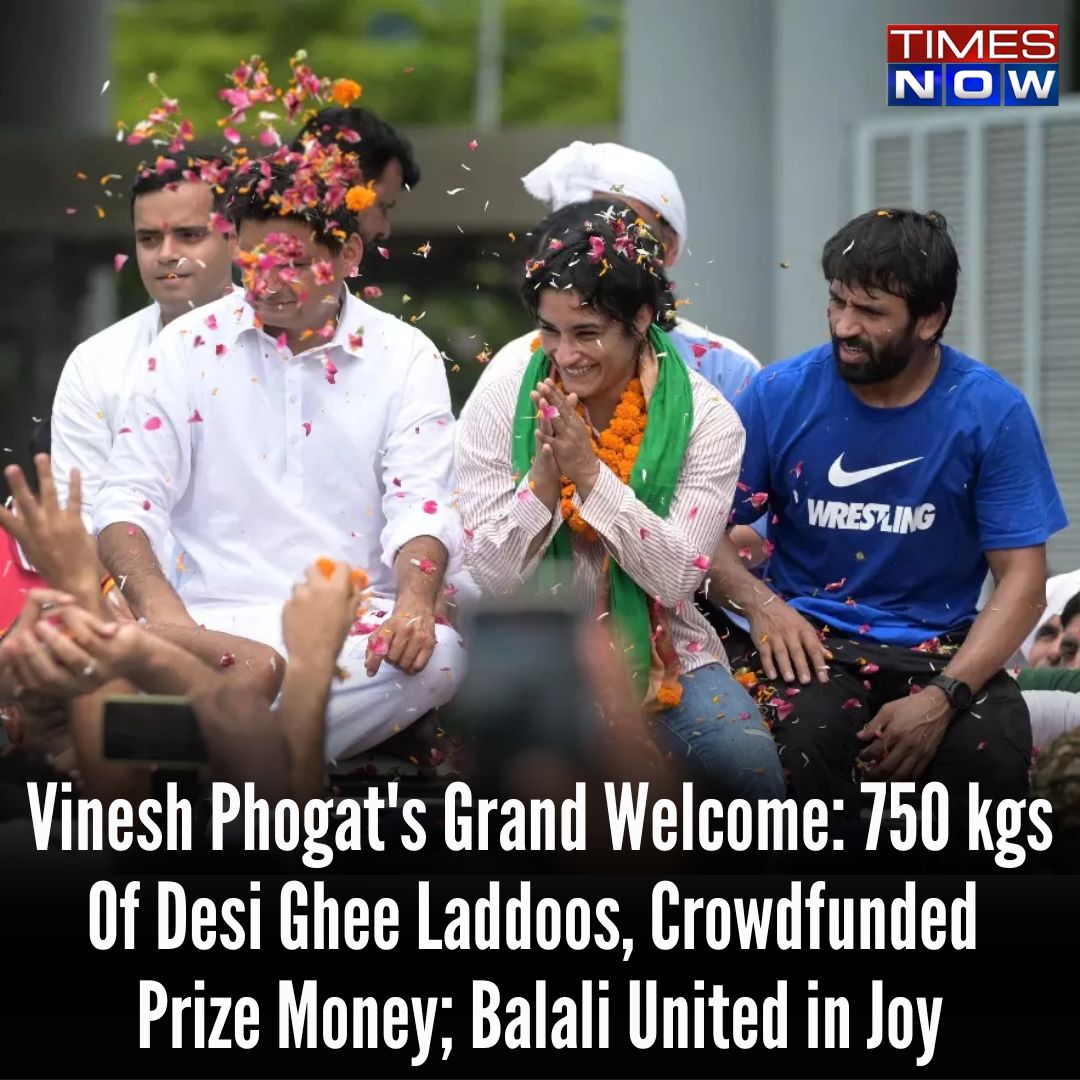 TIMES
NOW
WRESTLING
Vinesh Phogat's Grand Welcome: 750 kgs
Of Desi Ghee Laddoos, Crowdfunded
Prize Money; Balali United in Joy